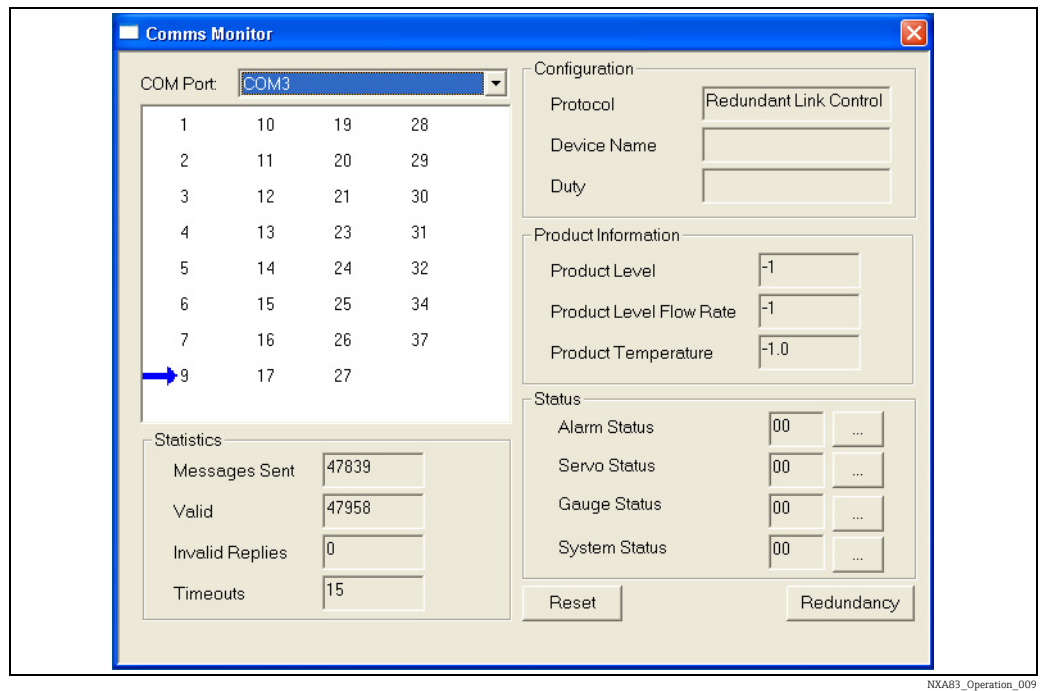 Comms Monitor
COM Port: COM3
1 10 19 28
2 11 20 29
3 12 21 30
4 13 23 31
5 14 24 32
6 15 25 34
7 16 26 37
9 17 27
Statistics
Messages Sent 47839
Valid 47958
Invalid Replies 0
Timeouts 15
Configuration
Protocol Redundant Link Control
Device Name
Duty
Product Information
Product Level -1
Product Level Flow Rate -1
Product Temperature -1.0
Status
Alarm Status 00 ...
Servo Status 00 ...
Gauge Status 00 ...
System Status 00 ...
Reset Redundancy
NXA83_Operation_009